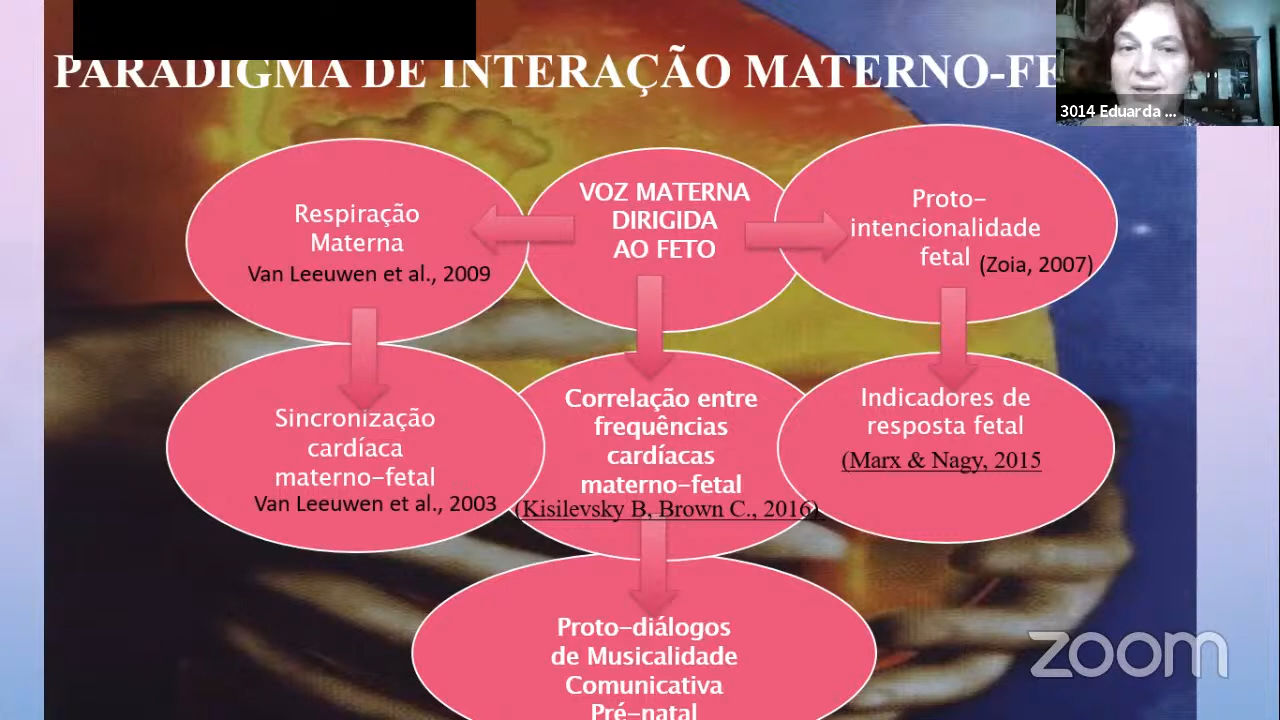 PARADIGMA DE INTERAÇÃO MATERNO-FE
3014 Eduarda ...
Respiração
Materna
Van Leeuwen et al., 2009
VOZ MATERNA
DIRIGIDA
AO FETO
Proto-
intencionalidade
fetal (Zoia, 2007)
Sincronização
cardíaca
materno-fetal
Van Leeuwen et al., 2003
Correlação entre
frequências
cardíacas
materno-fetal
(Kisilevsky B, Brown C., 2016)
Indicadores de
resposta fetal
(Marx & Nagy, 2015
Proto-diálogos
de Musicalidade
Comunicativa
Pré-natal
zoom